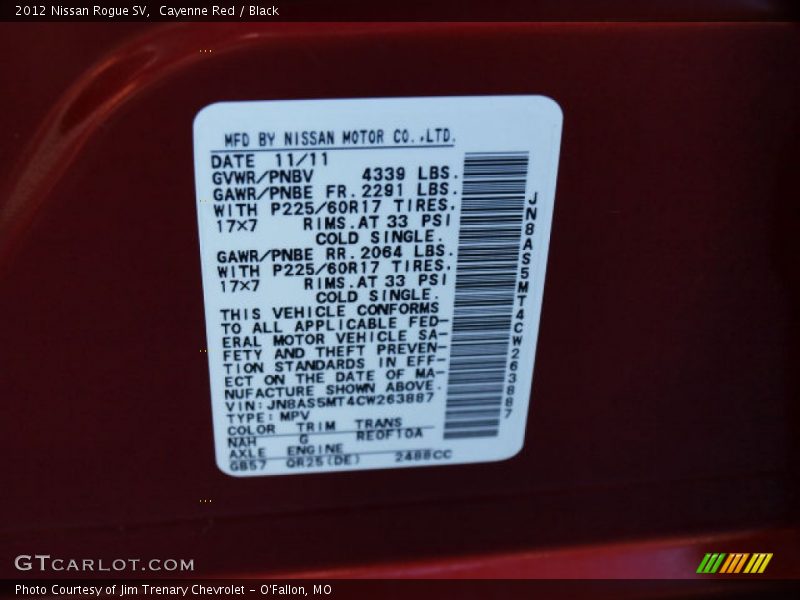 2012 Nissan Rogue SV, Cayenne Red / Black
MFD BY NISSAN MOTOR CO.,LTD.
DATE 11/11
GVWR/PNBV 4339 LBS.
GAWR/PNBE FR. 2291 LBS.
WITH P225/60R17 TIRES.
17×7 RIMS.AT 33 PSI
COLD SINGLE.
GAWR/PNBE RR. 2064 LBS.
WITH P225/60R17 TIRES.
17×7 RIMS.AT 33 PSI
COLD SINGLE.
THIS VEHICLE CONFORMS
TO ALL APPLICABLE FED-
ERAL MOTOR VEHICLE SA-
FETY AND THEFT PREVEN-
TION STANDARDS IN EFF-
ECT ON THE DATE OF MA-
NUFACTURE SHOWN ABOVE.
VIN:JN8AS5MT4CW263887
TYPE:MPV
COLOR TRIM TRANS
NAH G RE0F10A
AXLE ENGINE
GB57 QR25(DE) 2488CC
JN8AS5MT4CW263887
GTCARLOT.COM
Photo Courtesy of Jim Trenary Chevrolet - O'Fallon, MO